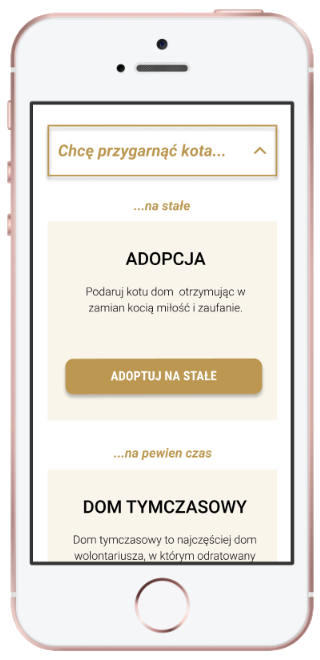 Chcę przygarnąć kota...
...na stałe
ADOPCJA
Podaruj kotu dom otrzymując w
zamian kocią miłość i zaufanie.
ADOPTUJ NA STAŁE
...na pewien czas
DOM TYMCZASOWY
Dom tymczasowy to najczęściej dom
wolontariusza, w którym odratowany